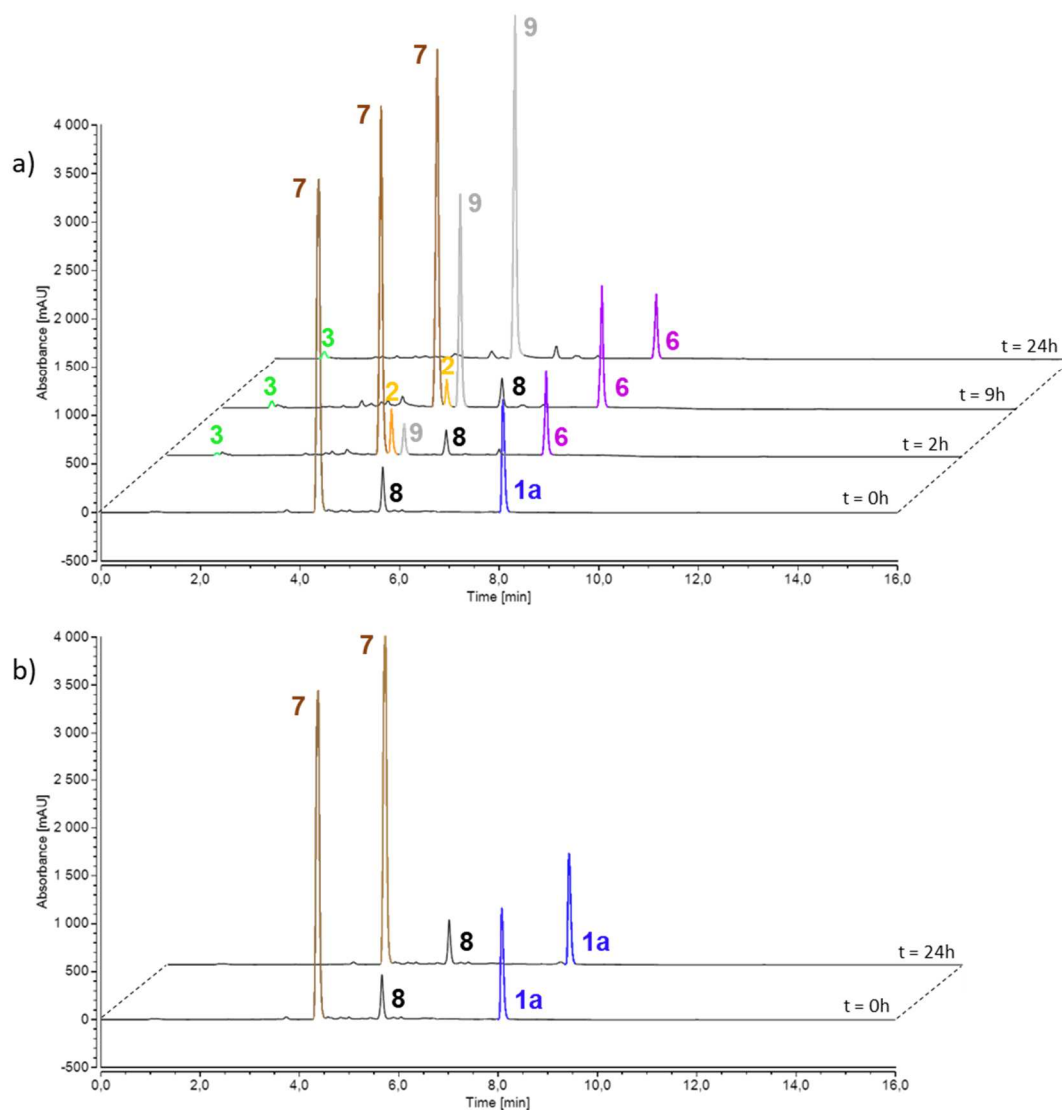 a)
Absorbance [mAU]
4 000
3 500
3 000
2 500
2 000
1 500
1 000
500
0
-500
9
7
7
7
9
3
6
t = 24h
3
2
8
6
t = 9h
3
2
9
8
6
t = 2h
8
1a
t = 0h
0,0 2,0 4,0 6,0 8,0 10,0 12,0 14,0 16,0
Time [min]
b)
Absorbance [mAU]
4 000
3 500
3 000
2 500
2 000
1 500
1 000
500
0
-500
7
7
8
1a
t = 24h
8
1a
t = 0h
0,0 2,0 4,0 6,0 8,0 10,0 12,0 14,0 16,0
Time [min]